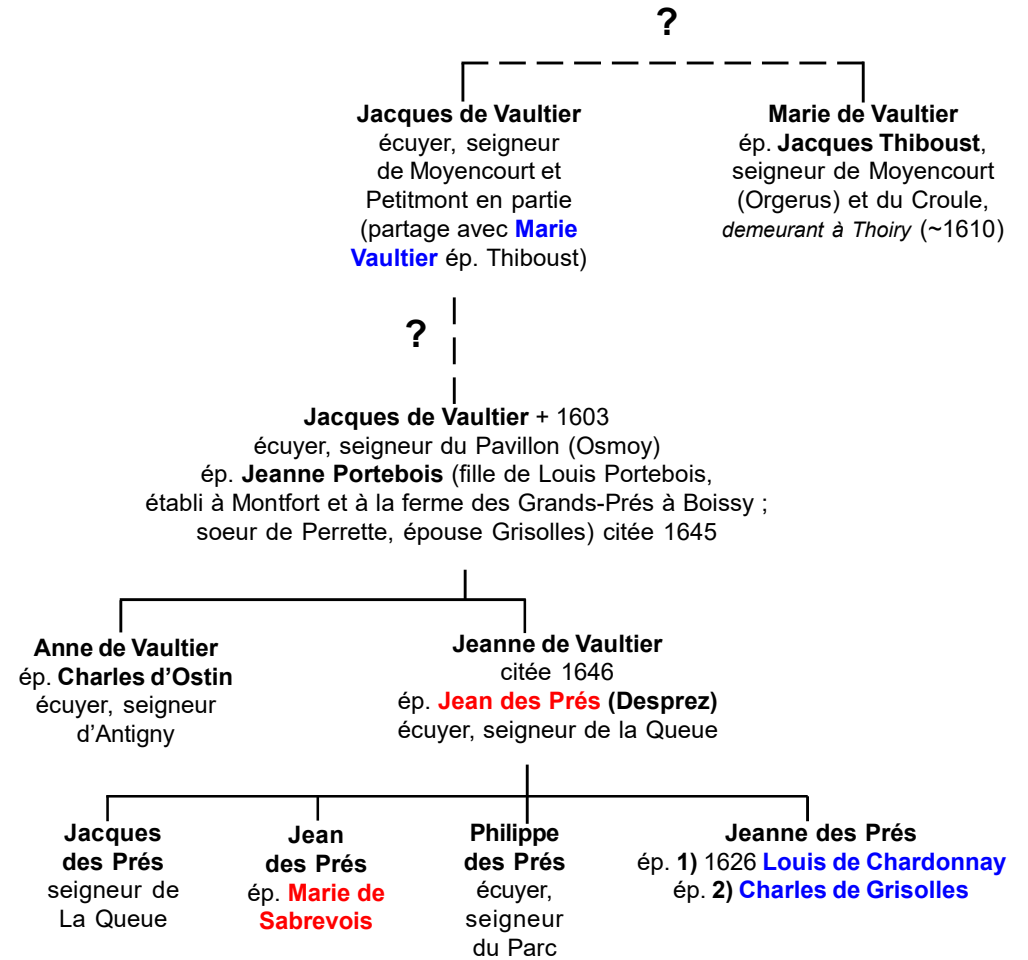 ?
Jacques de Vaultier
écuyer, seigneur
de Moyencourt et
Petitmont en partie
(partage avec Marie
Vaultier ép. Thiboust)
Marie de Vaultier
ép. Jacques Thiboust,
seigneur de Moyencourt
(Orgerus) et du Croule,
demeurant à Thoiry (~1610)
?
Jacques de Vaultier + 1603
écuyer, seigneur du Pavillon (Osmoy)
ép. Jeanne Portebois (fille de Louis Portebois,
établi à Montfort et à la ferme des Grands-Prés à Boissy ;
soeur de Perrette, épouse Grisolles) citée 1645
Anne de Vaultier
ép. Charles d'Ostin
écuyer, seigneur
d'Antigny
Jeanne de Vaultier
citée 1646
ép. Jean des Prés (Desprez)
écuyer, seigneur de la Queue
Jacques
des Prés
seigneur de
La Queue
Jean
des Prés
ép. Marie de
Sabrevois
Philippe
des Prés
écuyer,
seigneur
du Parc
Jeanne des Prés
ép. 1) 1626 Louis de Chardonnay
ép. 2) Charles de Grisolles